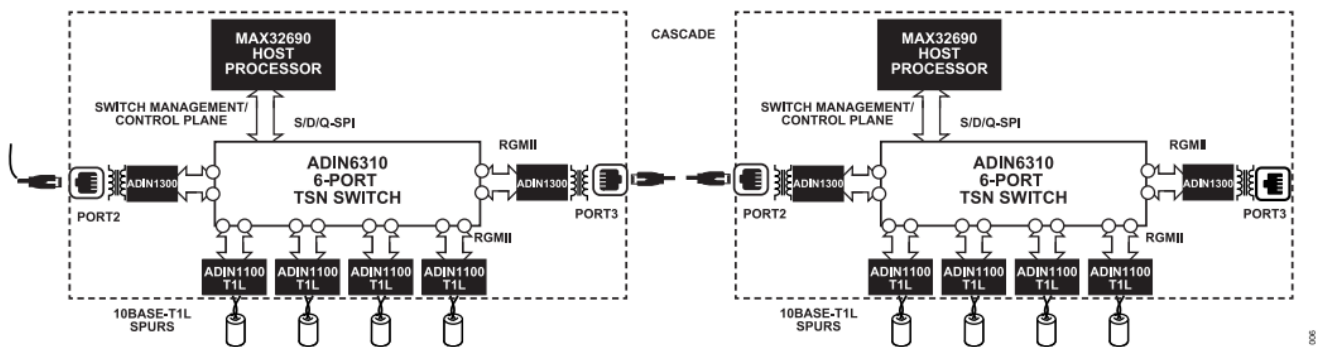 MAX32690
HOST
PROCESSOR
SWITCH MANAGEMENT/
CONTROL PLANE
S/D/Q-SPI
RGMII
ADIN6310
6-PORT
TSN SWITCH
ADIN1300
PORT2
ADIN1300
PORT3
RGMII
ADIN1100
T1L
ADIN1100
T1L
ADIN1100
T1L
ADIN1100
T1L
10BASE-T1L
SPURS
CASCADE
MAX32690
HOST
PROCESSOR
SWITCH MANAGEMENT/
CONTROL PLANE
S/D/Q-SPI
RGMII
ADIN6310
6-PORT
TSN SWITCH
ADIN1300
PORT2
ADIN1300
PORT3
RGMII
ADIN1100
T1L
ADIN1100
T1L
ADIN1100
T1L
ADIN1100
T1L
10BASE-T1L
SPURS
006